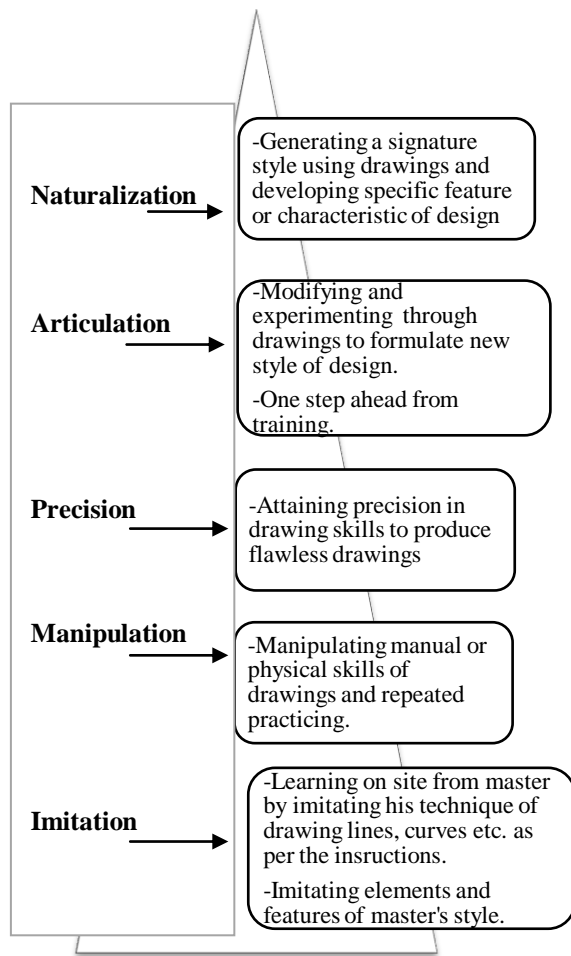 Naturalization
-Generating a signature
style using drawings and
developing specific feature
or characteristic of design
Articulation
-Modifying and
experimenting through
drawings to formulate new
style of design.
-One step ahead from
training.
Precision
-Attaining precision in
drawing skills to produce
flawless drawings
Manipulation
-Manipulating manual or
physical skills of
drawings and repeated
practicing.
Imitation
-Learning on site from master
by imitating his technique of
drawing lines, curves etc. as
per the insructions.
-Imitating elements and
features of master's style.